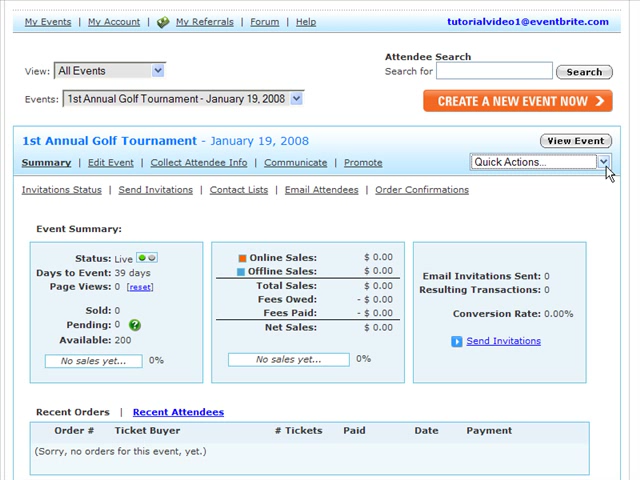 My Events | My Account | My Referrals | Forum | Help tutorialvideo1@eventbrite.com
Attendee Search
View: All Events
Search for Search
Events: 1st Annual Golf Tournament - January 19, 2008
CREATE A NEW EVENT NOW
1st Annual Golf Tournament - January 19, 2008 View Event
Summary | Edit Event | Collect Attendee Info | Communicate | Promote Quick Actions...
Invitations Status | Send Invitations | Contact Lists | Email Attendees | Order Confirmations
Event Summary:
Status: Live
Days to Event: 39 days
Page Views: 0 [reset]
Sold: 0
Pending: 0 ?
Available: 200
No sales yet... 0%
Online Sales: $ 0.00
Offline Sales: $ 0.00
Total Sales: $ 0.00
Fees Owed: - $ 0.00
Fees Paid: - $ 0.00
Net Sales: $ 0.00
No sales yet... 0%
Email Invitations Sent: 0
Resulting Transactions: 0
Conversion Rate: 0.00%
Send Invitations
Recent Orders | Recent Attendees
Order # Ticket Buyer # Tickets Paid Date Payment
(Sorry, no orders for this event, yet.)